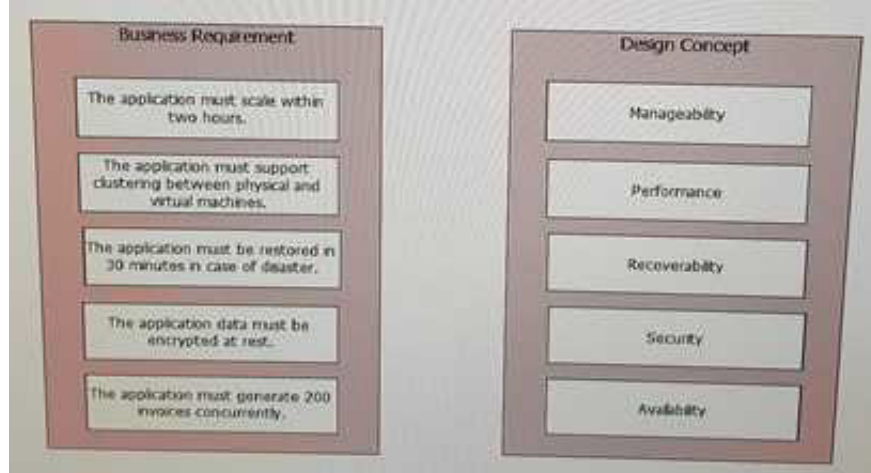 Business Requirement
The application must scale within
two hours.
The application must support
clustering between physical and
virtual machines.
The application must be restored in
30 minutes in case of disaster.
The application data must be
encrypted at rest.
The application must generate 200
invoices concurrently.
Design Concept
Manageability
Performance
Recoverability
Security
Availability